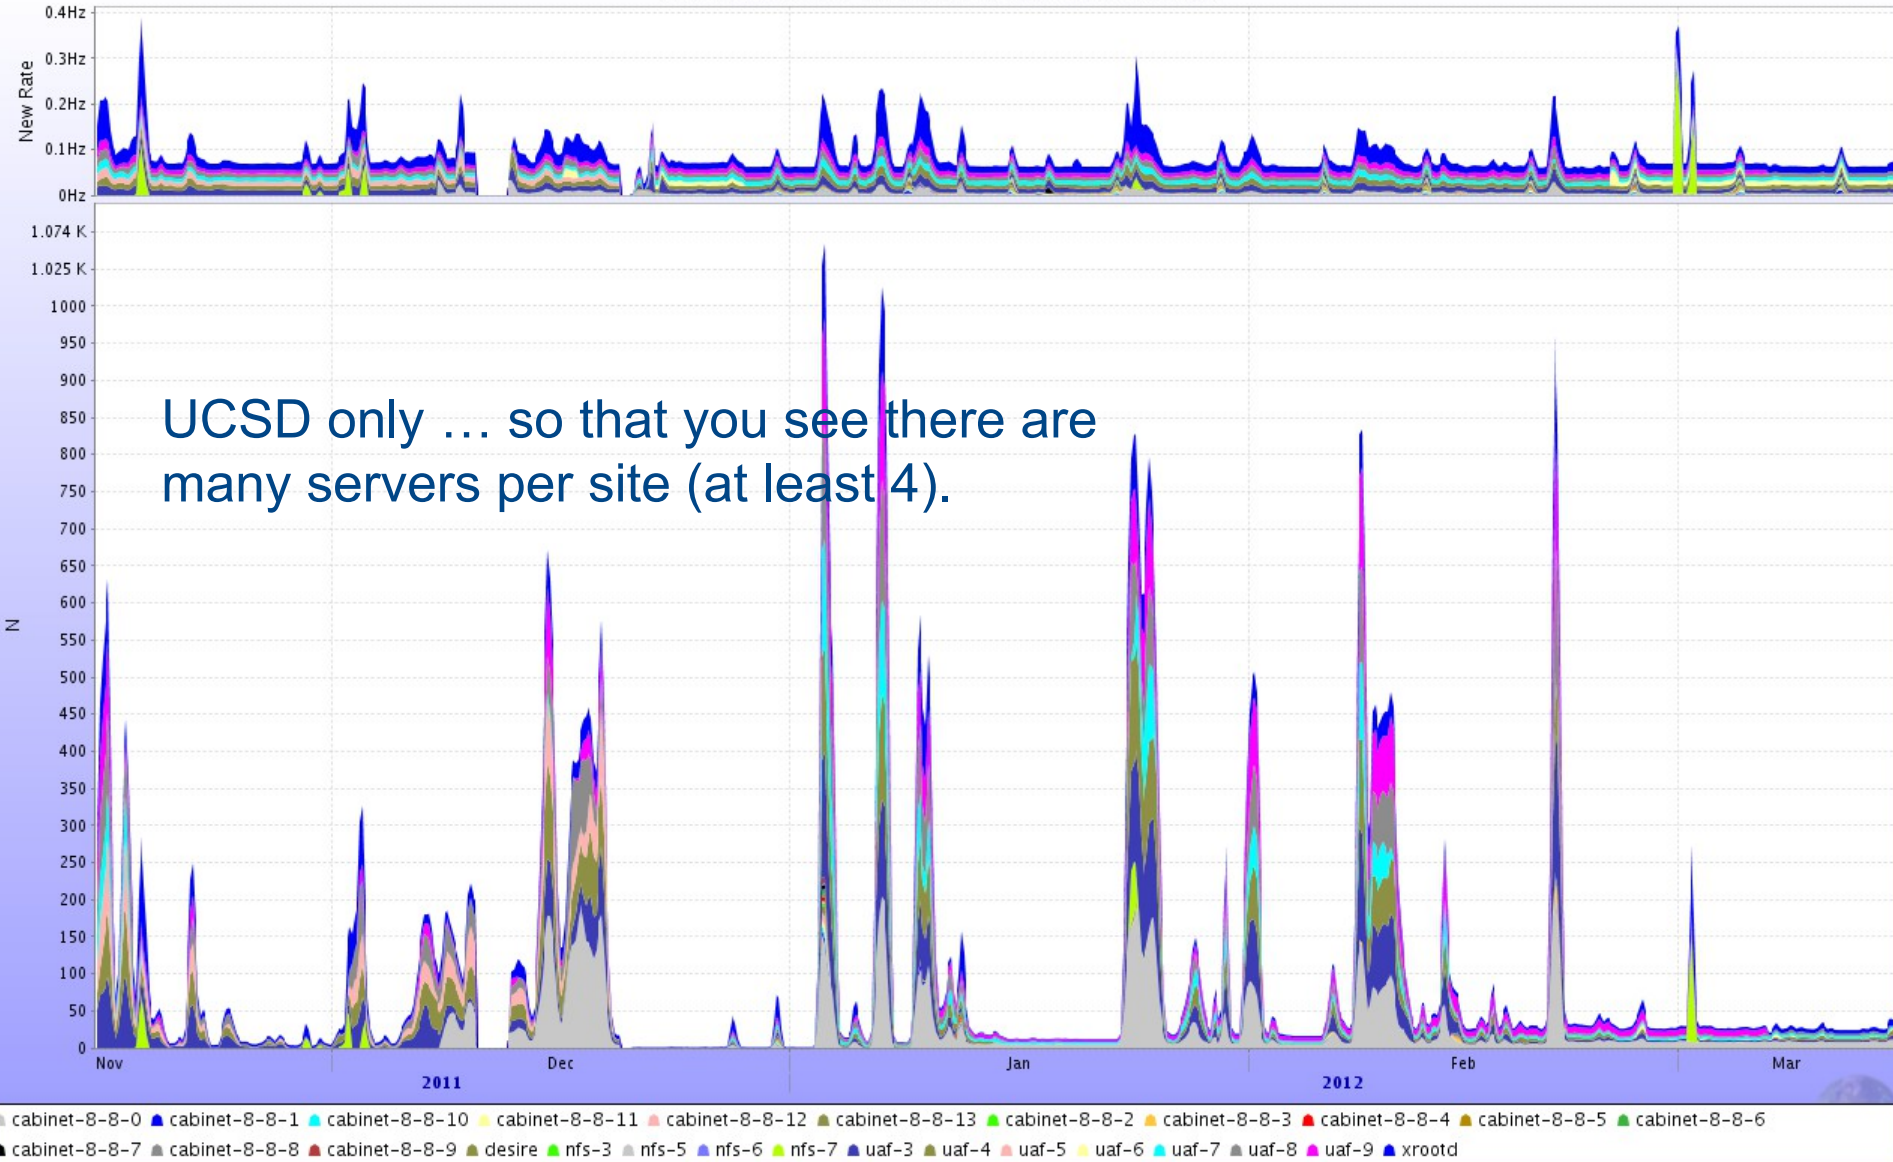 0.4Hz
0.3Hz
0.2Hz
0.1Hz
0Hz
New Rate
1.074 K
1.025 K
1000
950
900
850
800
750
700
650
600
550
500
450
400
350
300
250
200
150
100
50
0
N
UCSD only … so that you see there are
many servers per site (at least 4).
Nov Dec Jan Feb Mar
2011 2012
cabinet-8-8-0 cabinet-8-8-1 cabinet-8-8-10 cabinet-8-8-11 cabinet-8-8-12 cabinet-8-8-13 cabinet-8-8-2 cabinet-8-8-3 cabinet-8-8-4 cabinet-8-8-5 cabinet-8-8-6
cabinet-8-8-7 cabinet-8-8-8 cabinet-8-8-9 desire nfs-3 nfs-5 nfs-6 nfs-7 uaf-3 uaf-4 uaf-5 uaf-6 uaf-7 uaf-8 uaf-9 xrootd